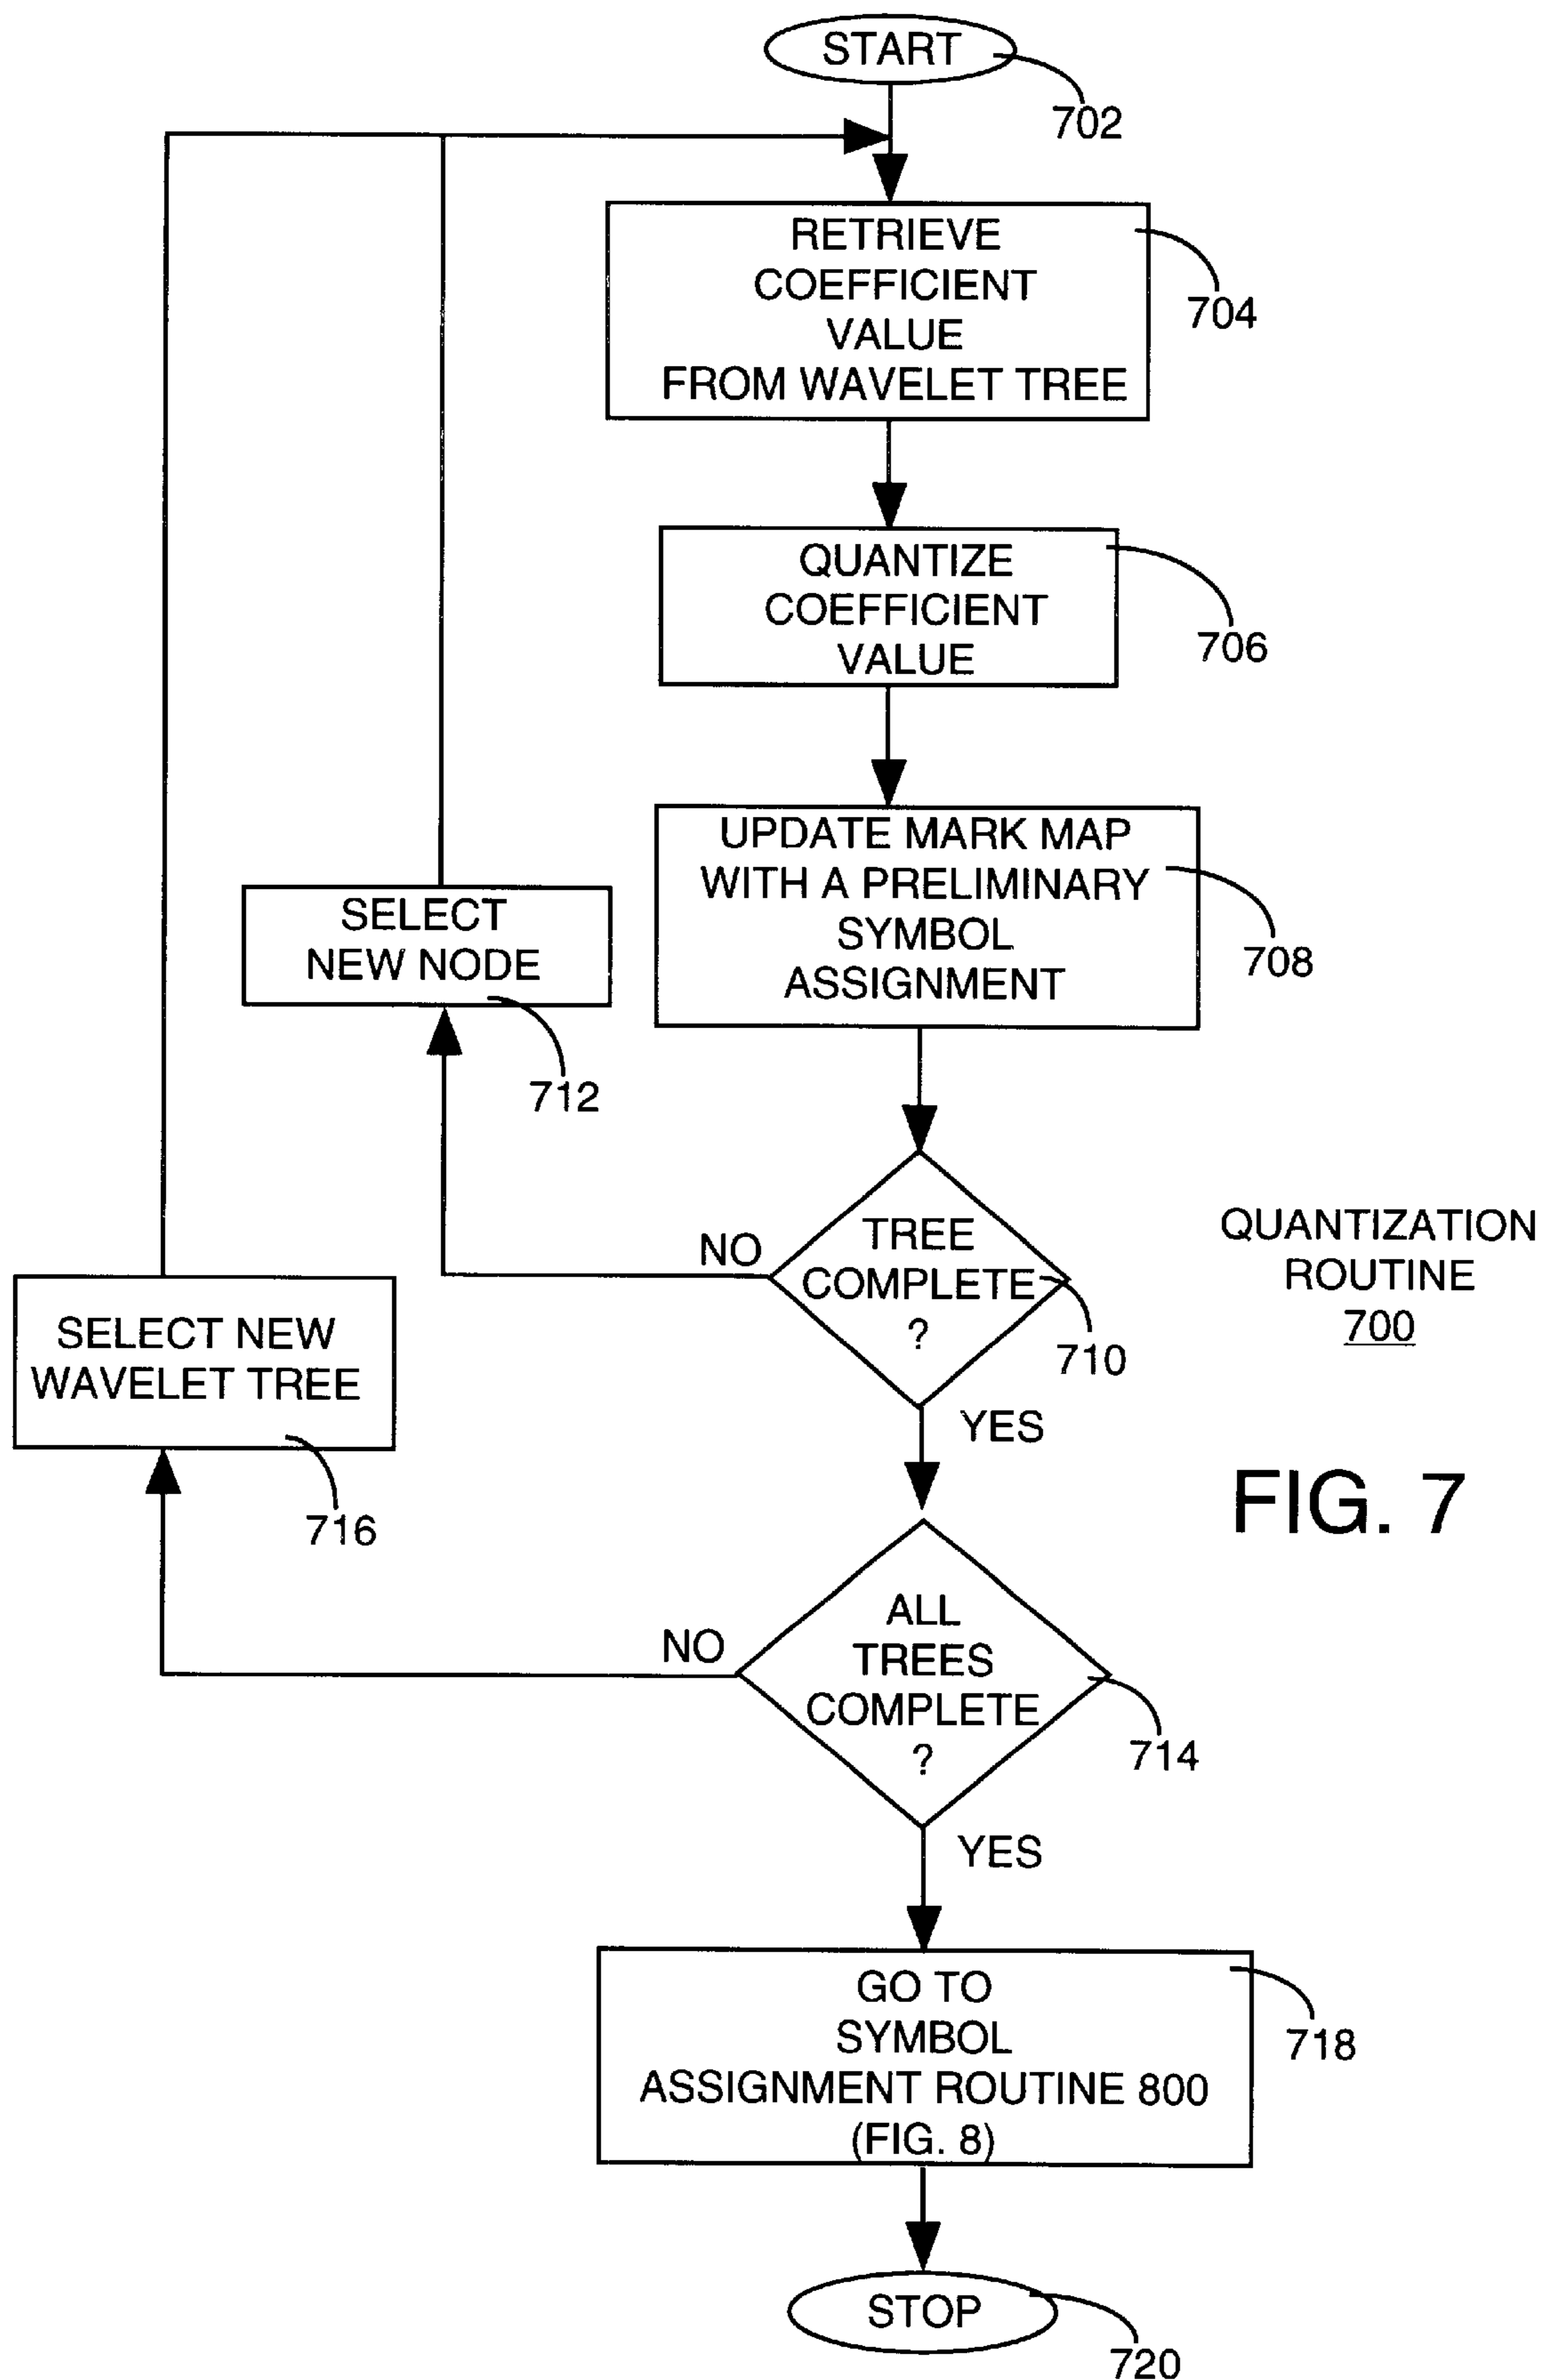 START
702
RETRIEVE
COEFFICIENT
VALUE
FROM WAVELET TREE
704
QUANTIZE
COEFFICIENT
VALUE
706
UPDATE MARK MAP
WITH A PRELIMINARY
SYMBOL
ASSIGNMENT
708
SELECT
NEW NODE
712
TREE
COMPLETE
?
710
NO
YES
QUANTIZATION
ROUTINE
700
SELECT NEW
WAVELET TREE
716
FIG. 7
ALL
TREES
COMPLETE
?
714
NO
YES
GO TO
SYMBOL
ASSIGNMENT ROUTINE 800
(FIG. 8)
718
STOP
720